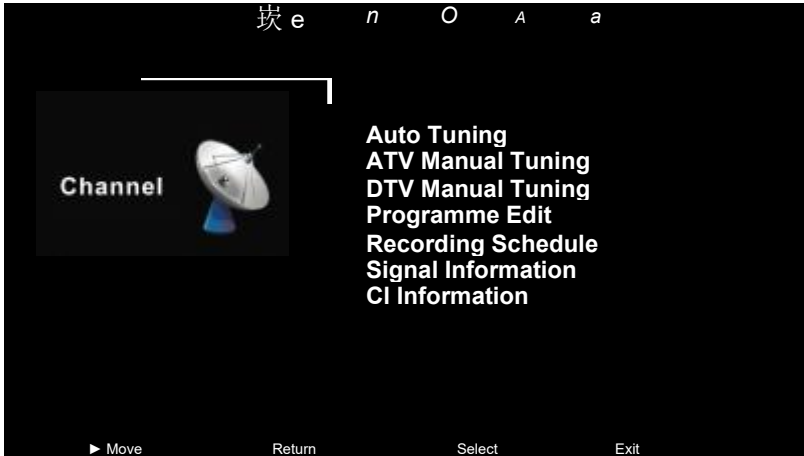 崁 e n O A a
Channel
Auto Tuning
ATV Manual Tuning
DTV Manual Tuning
Programme Edit
Recording Schedule
Signal Information
CI Information
► Move Return Select Exit